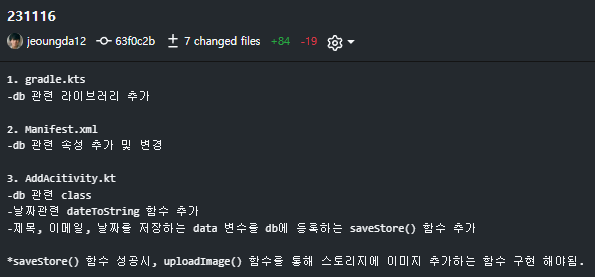 231116
jeoungda12 63f0c2b 7 changed files +84 -19
1. gradle.kts
-db 관련 라이브러리 추가
2. Manifest.xml
-db 관련 속성 추가 및 변경
3. AddAcitivity.kt
-db 관련 class
-날짜관련 dateToString 함수 추가
-제목, 이메일, 날짜을 저장하는 data 변수를 db에 등록하는 saveStore() 함수 추가
*saveStore() 함수 성공시, uploadImage() 함수를 통해 스토리지에 이미지 추가하는 함수 구현 해야됨.